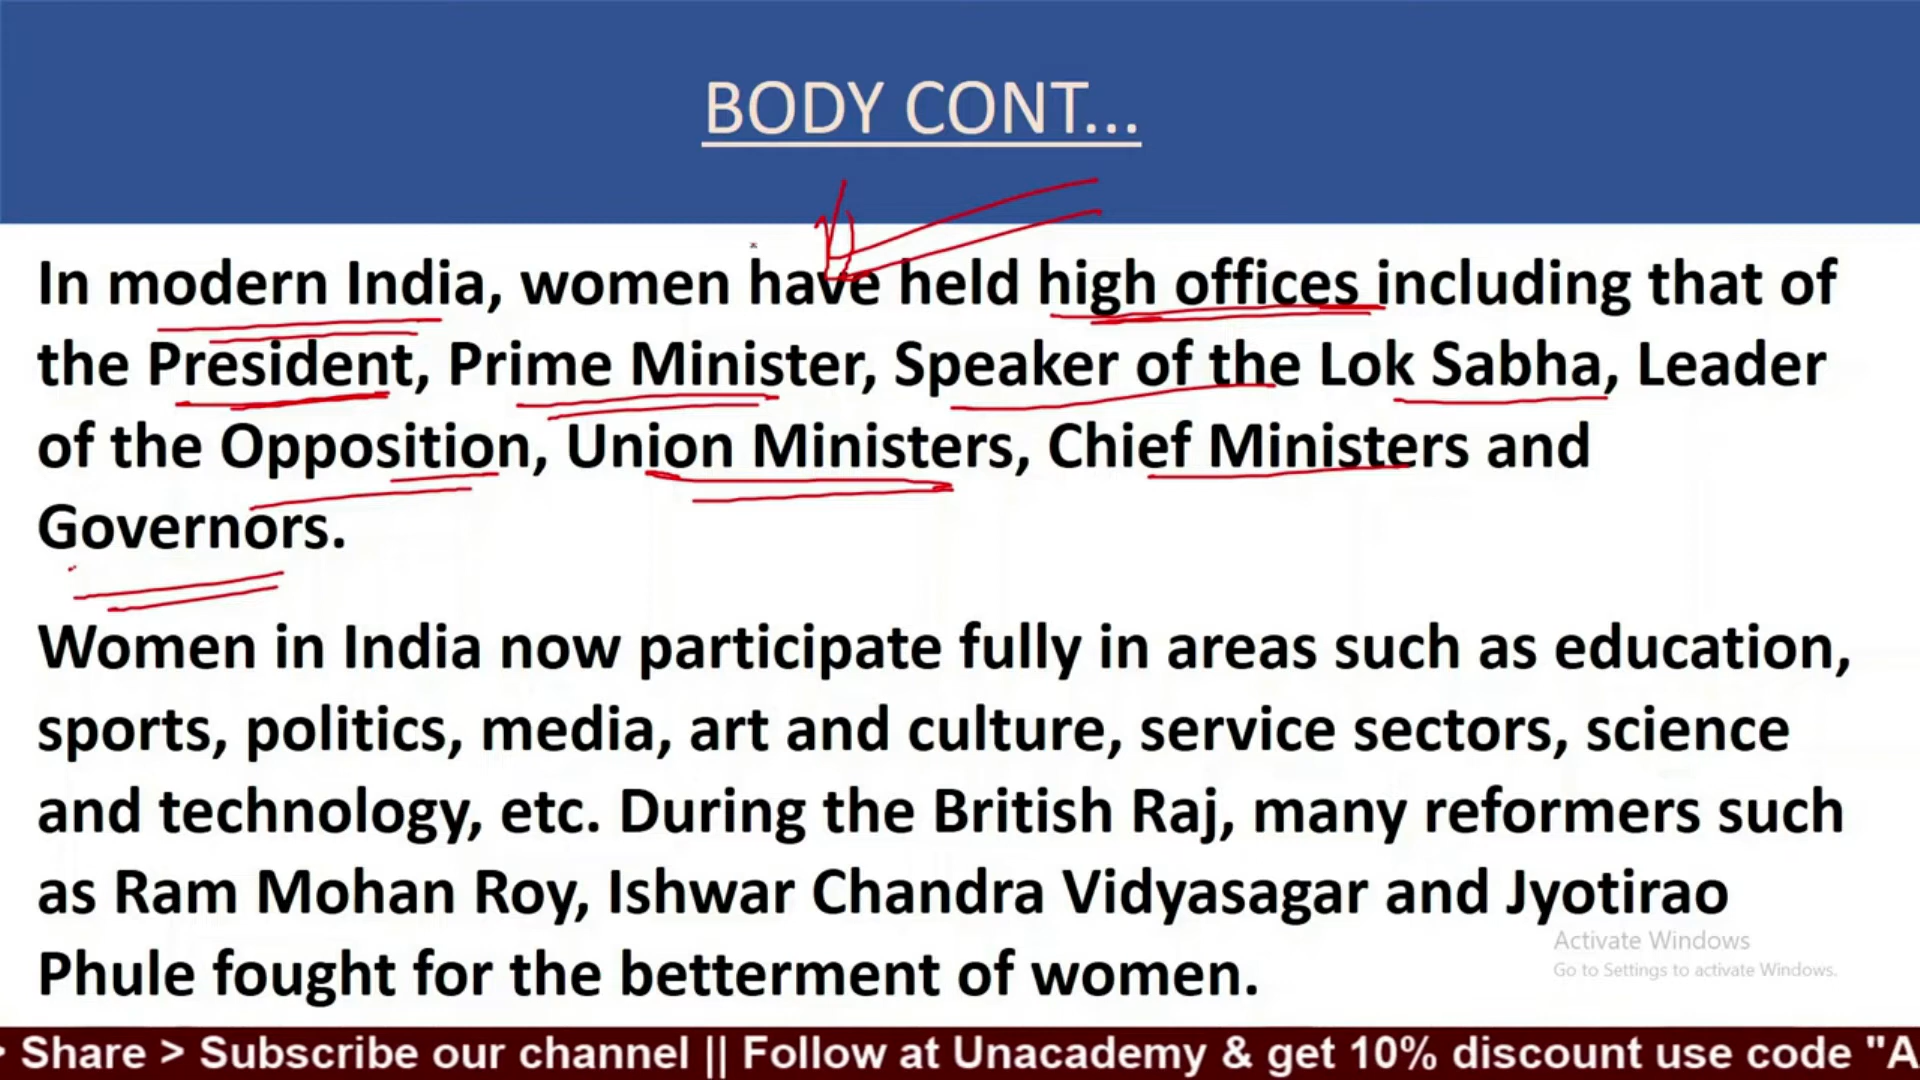 BODY CONT...
In modern India, women have held high offices including that of
the President, Prime Minister, Speaker of the Lok Sabha, Leader
of the Opposition, Union Ministers, Chief Ministers and
Governors.
Women in India now participate fully in areas such as education,
sports, politics, media, art and culture, service sectors, science
and technology, etc. During the British Raj, many reformers such
as Ram Mohan Roy, Ishwar Chandra Vidyasagar and Jyotirao
Phule fought for the betterment of women.
Activate Windows
Go to Settings to activate Windows.
> Share > Subscribe our channel || Follow at Unacademy & get 10% discount use code "A